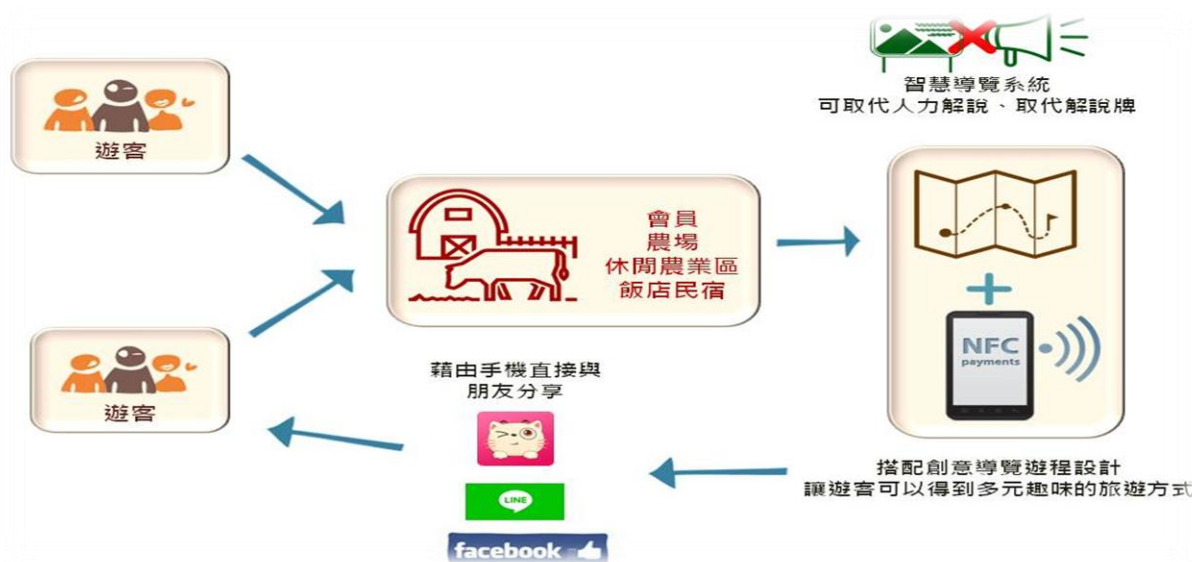 智慧導覽系統
可取代人力解說、取代解說牌
遊客
會員
農場
休閒農業區
飯店民宿
NFC
payments
遊客
藉由手機直接與
朋友分享
LINE
facebook
搭配創意導覽遊程設計
讓遊客可以得到多元趣味的旅遊方式